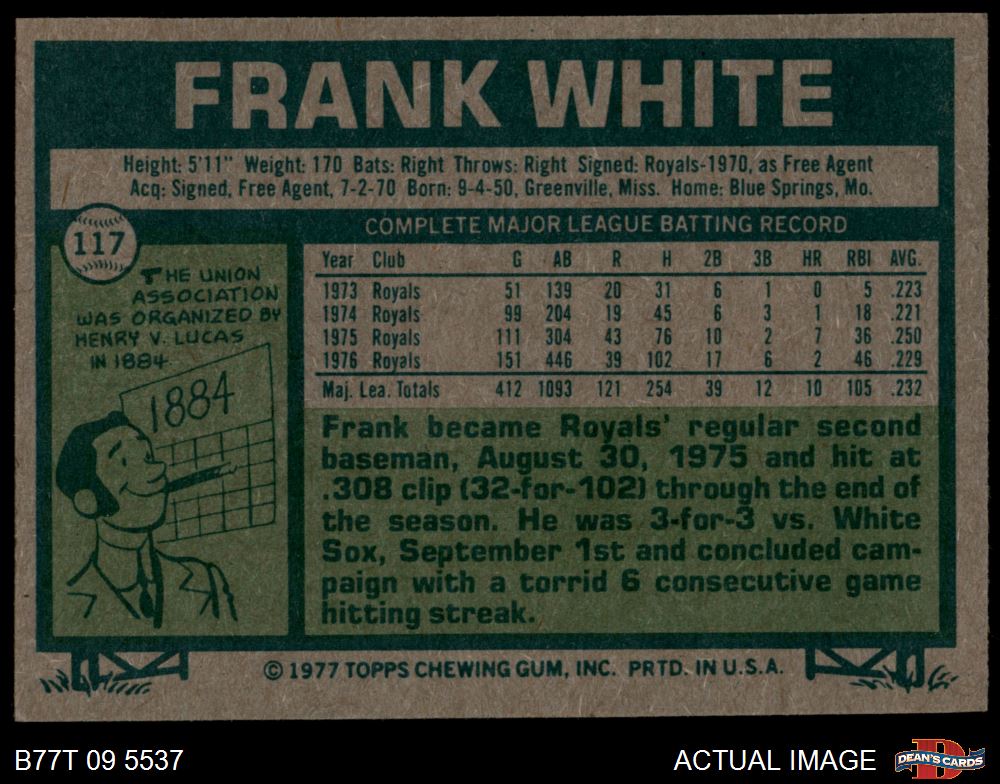 FRANK WHITE
Height: 5'11" Weight: 170 Bats: Right Throws: Right Signed: Royals-1970, as Free Agent
Acq: Signed, Free Agent, 7-2-70 Born: 9-4-50, Greenville, Miss. Home: Blue Springs, Mo.
117
THE UNION
ASSOCIATION
WAS ORGANIZED BY
HENRY V. LUCAS
IN 1884.
1884
COMPLETE MAJOR LEAGUE BATTING RECORD
Year Club G AB R H 2B 3B HR RBI AVG.
1973 Royals 51 139 20 31 6 1 0 5 .223
1974 Royals 99 204 19 45 6 3 1 18 .221
1975 Royals 111 304 43 76 10 2 7 36 .250
1976 Royals 151 446 39 102 17 6 2 46 .229
Maj. Lea. Totals 412 1093 121 254 39 12 10 105 .232
Frank became Royals' regular second
baseman, August 30, 1975 and hit at
.308 clip (32-for-102) through the end of
the season. He was 3-for-3 vs. White
Sox, September 1st and concluded cam-
paign with a torrid 6 consecutive game
hitting streak.
© 1977 TOPPS CHEWING GUM, INC. PRTD. IN U.S.A.
B77T 09 5537
ACTUAL IMAGE
D
DEAN'S CARDS